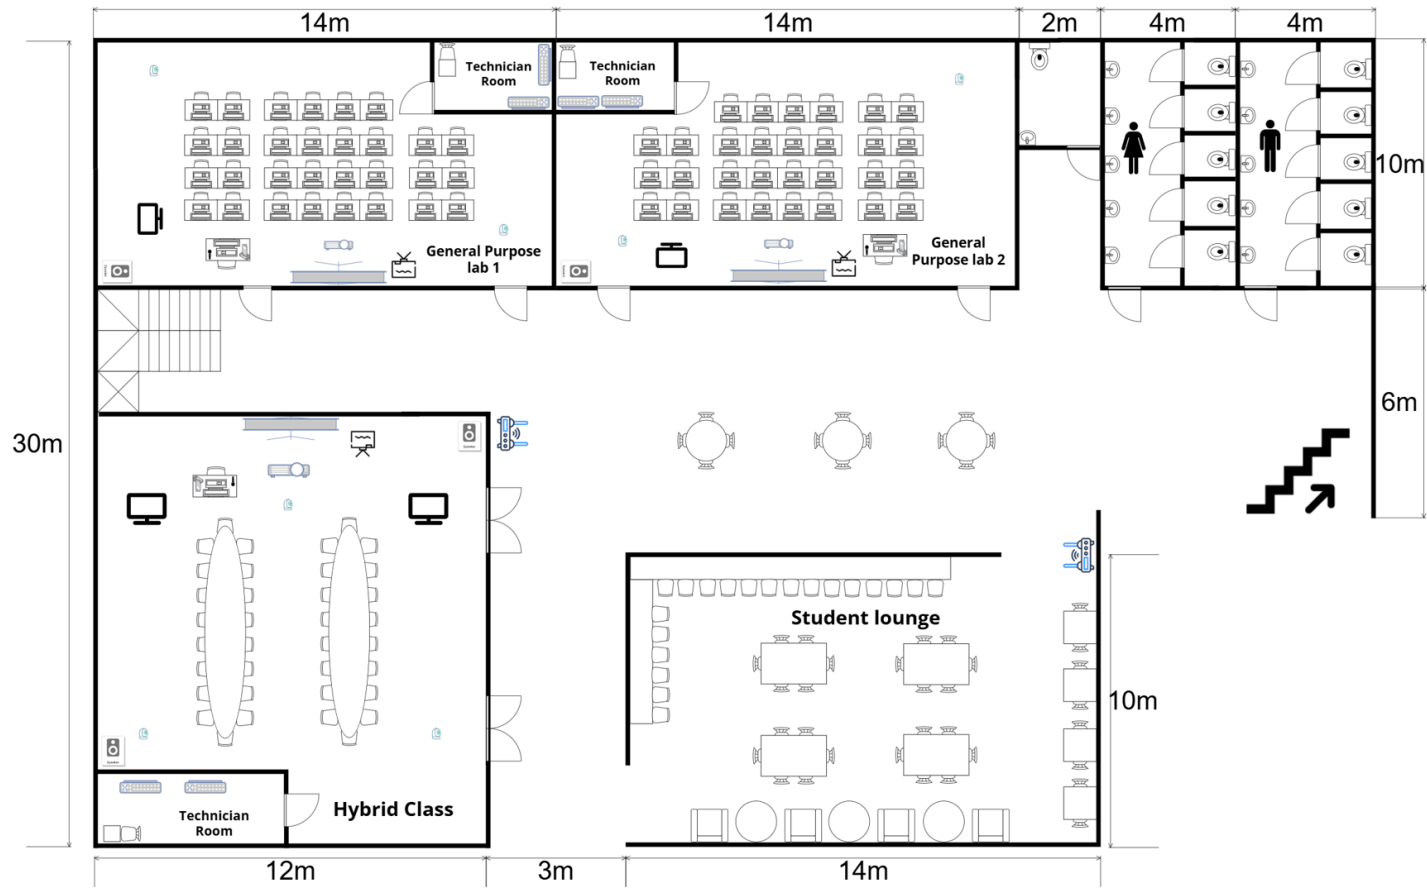 14m
14m
2m
4m
4m
Technician
Room
Technician
Room
10m
General Purpose
lab 1
General
Purpose lab 2
6m
30m
Student lounge
10m
Technician
Room
Hybrid Class
12m
3m
14m